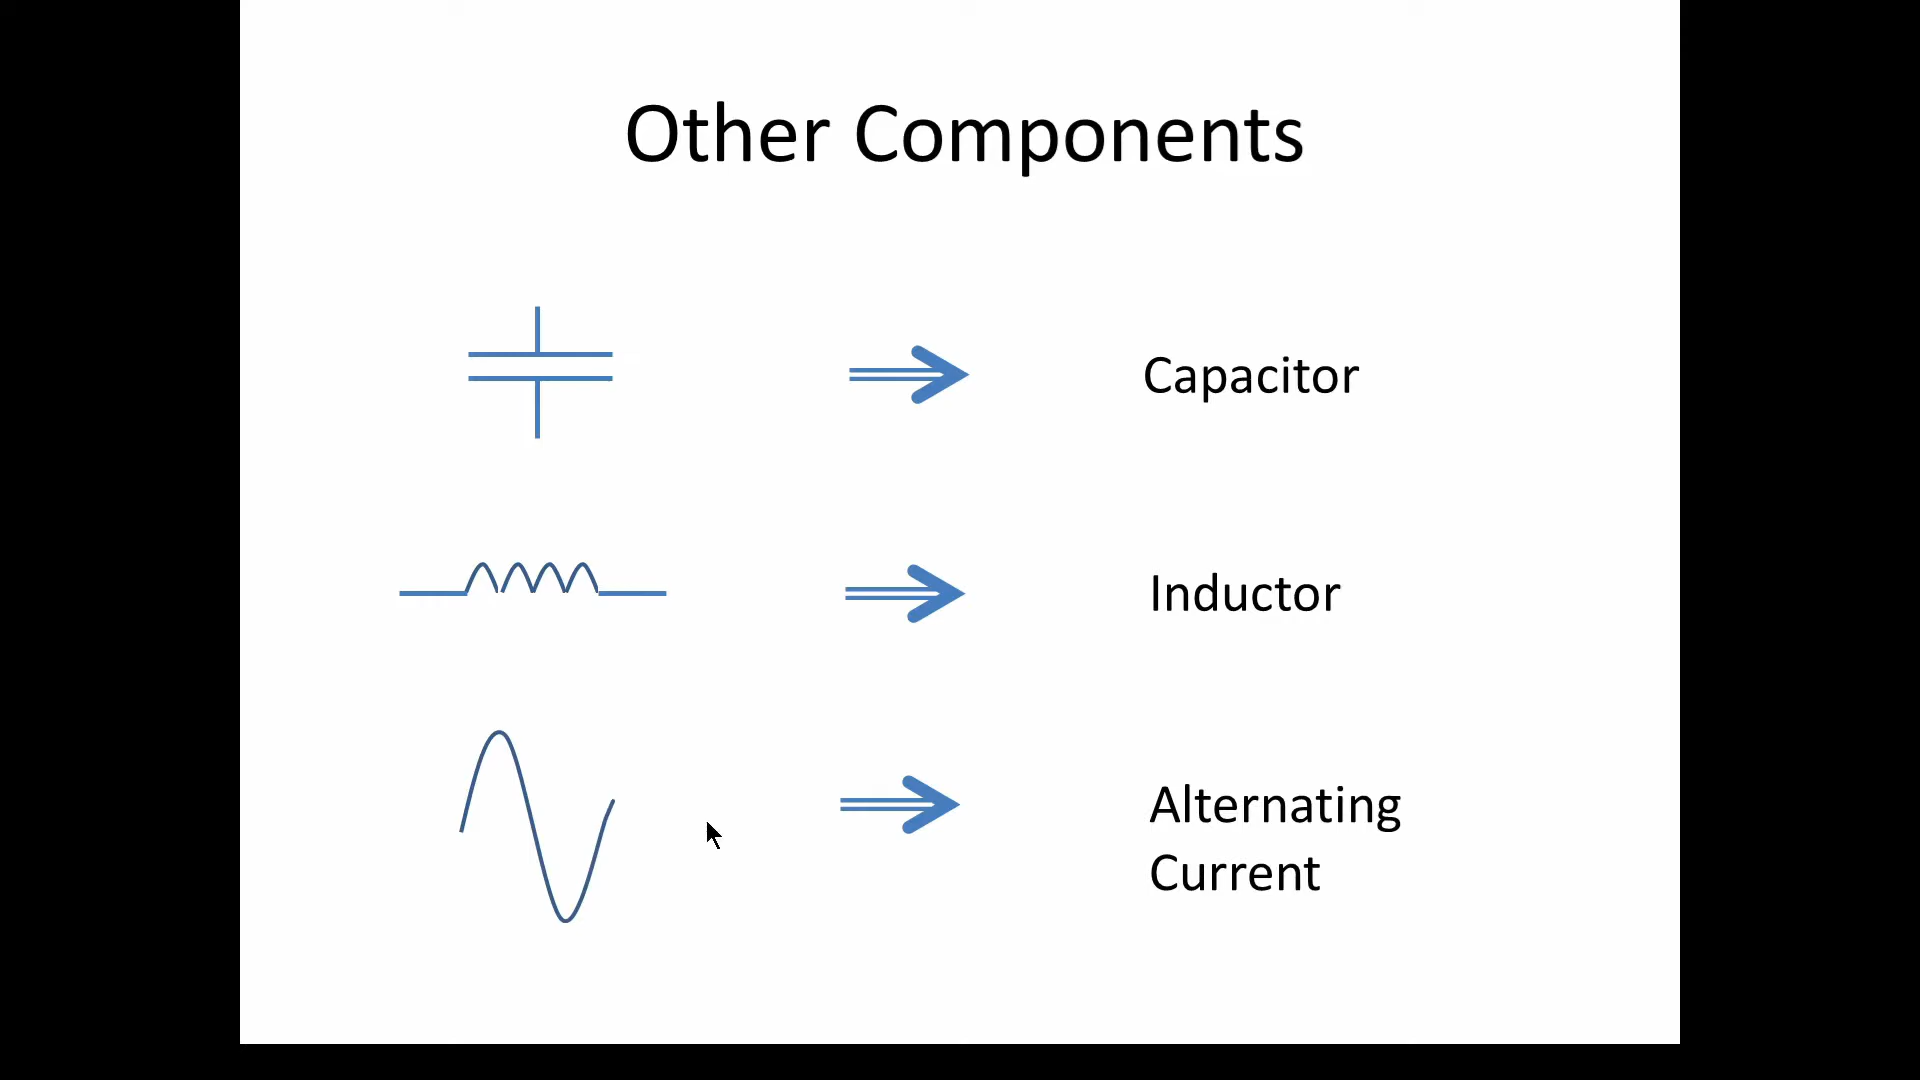 Other Components
Capacitor
Inductor
Alternating
Current